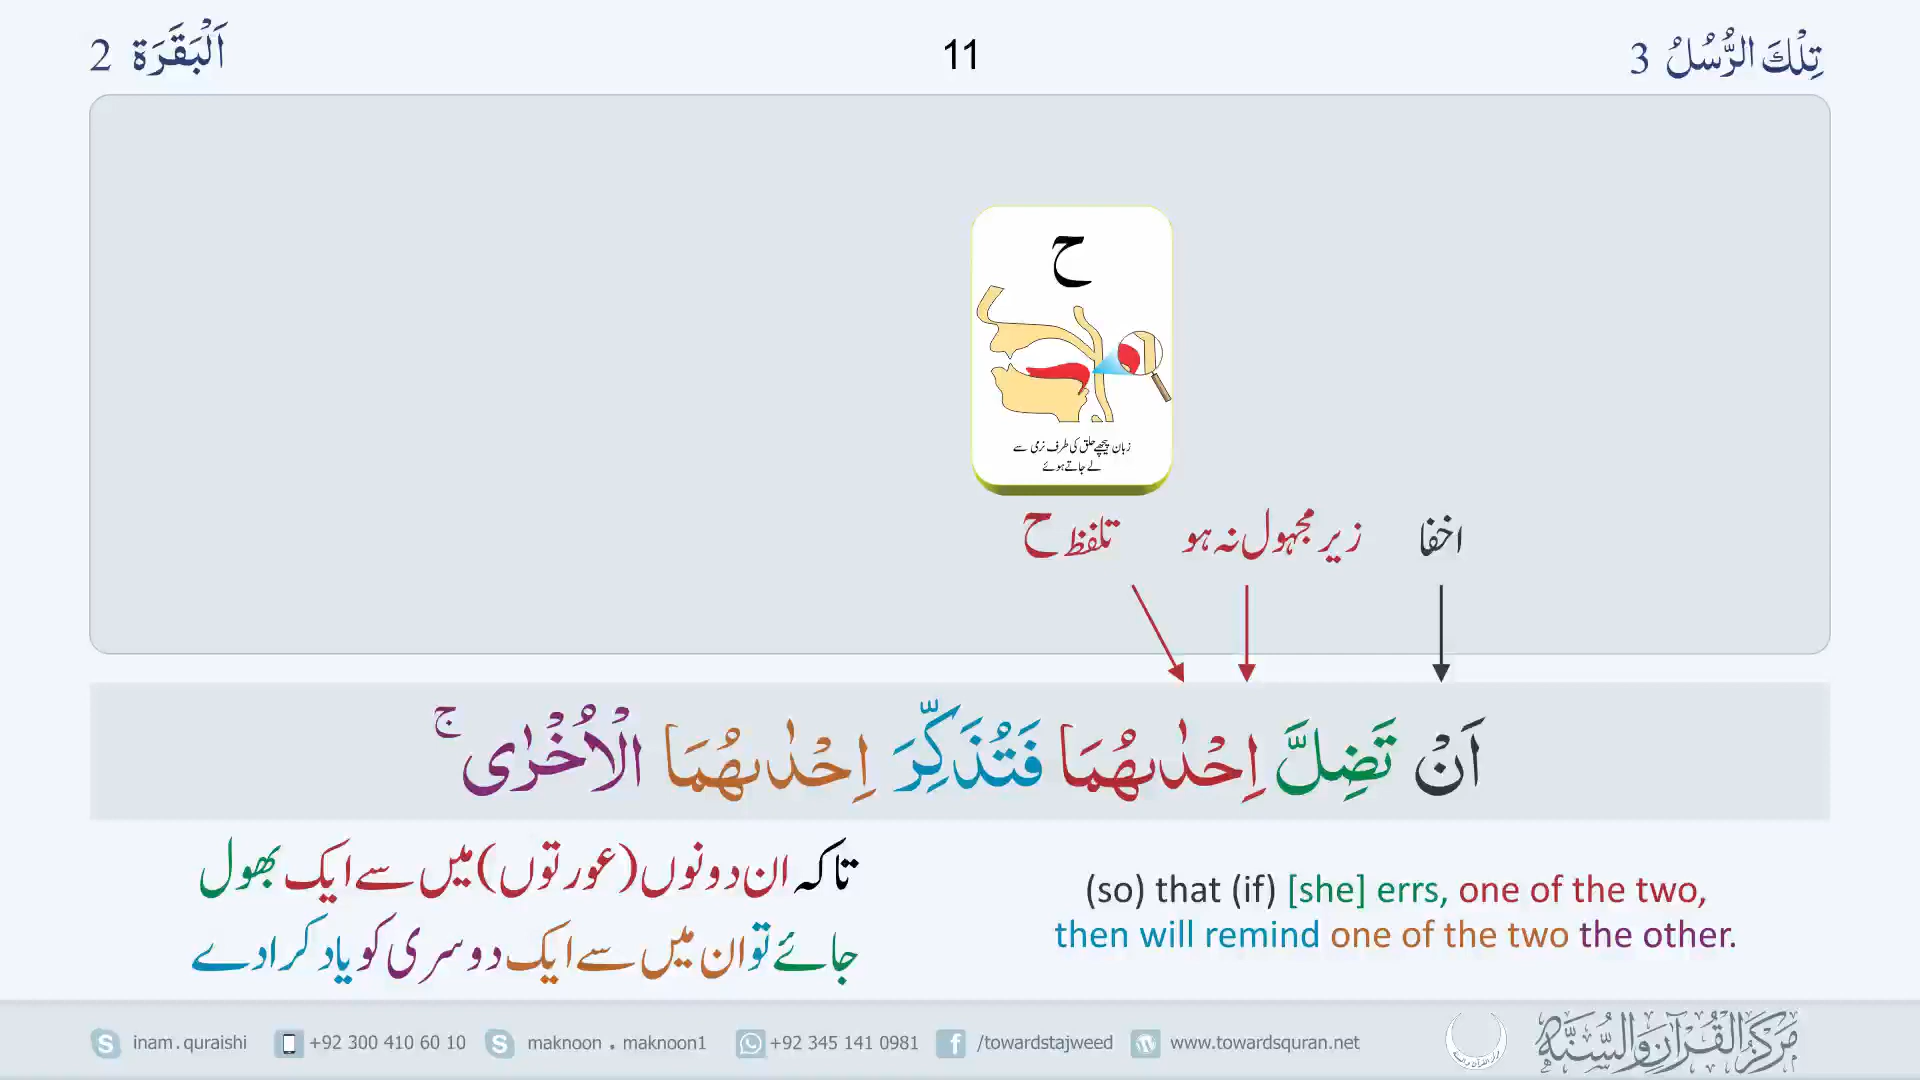 تِلْكَ الرُّسُلُ 3
11
اَلْبَقَرَة 2
ح
زبان پیچھے حلق کی طرف نرمی سے
لے جاتے ہوئے
اخفا
زیر مجہول نہ ہو
تلفظ ح
اَنْ تَضِلَّ اِحْدٰىهُمَا فَتُذَكِّرَ اِحْدٰىهُمَا الْاُخْرٰى ۚ
تاکہ ان دونوں (عورتوں) میں سے ایک بھول
جائے تو ان میں سے ایک دوسری کو یاد کرا دے
(so) that (if) [she] errs, one of the two,
then will remind one of the two the other.
inam.quraishi
+92 300 410 60 10
maknoon . maknoon1
+92 345 141 0981
/towardstajweed
www.towardsquran.net
مَركَزُ القُرآنِ وَالسُّنَّة